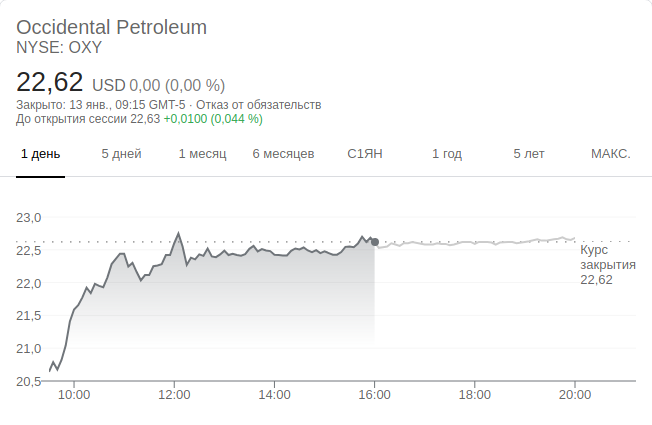 Occidental Petroleum
NYSE: OXY
22,62 USD 0,00 (0,00 %)
Закрыто: 13 янв., 09:15 GMT-5 · Отказ от обязательств
До открытия сессии 22,63 +0,0100 (0,044 %)
1 день 5 дней 1 месяц 6 месяцев С1ЯН 1 год 5 лет МАКС.
23,0
22,5
Курс
закрытия
22,62
22,0
21,5
21,0
20,5
10:00 12:00 14:00 16:00 18:00 20:00